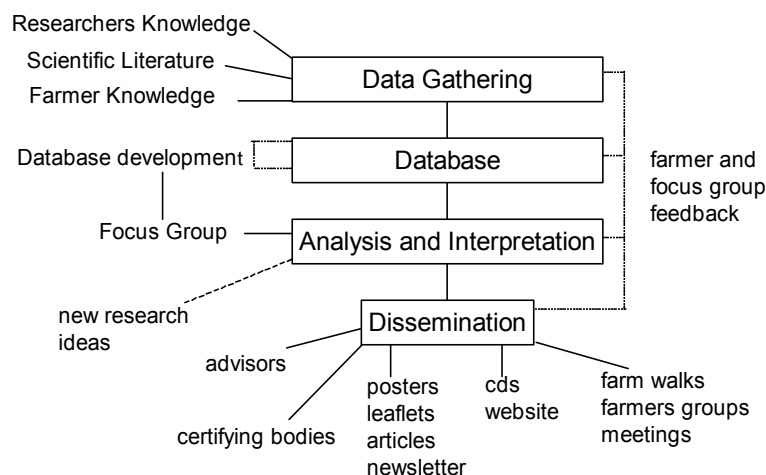 Researchers Knowledge
Scientific Literature
Farmer Knowledge
Data Gathering
Database development
Database
farmer and
focus group
feedback
Focus Group
Analysis and Interpretation
new research
ideas
Dissemination
advisors
certifying bodies
posters
leaflets
articles
newsletter
cds
website
farm walks
farmers groups
meetings